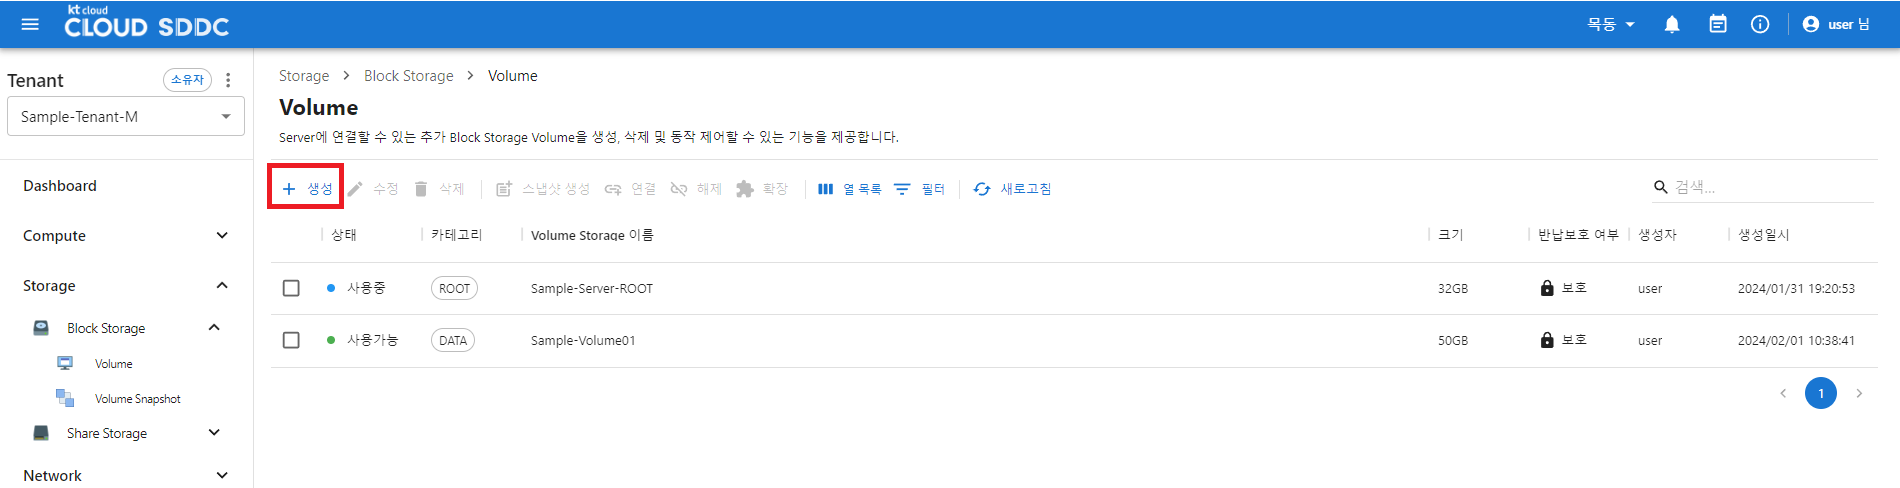 kt cloud
CLOUD SDDC
목동
user 님
Tenant
소유자
Sample-Tenant-M
Dashboard
Compute
Storage
Block Storage
Volume
Volume Snapshot
Share Storage
Network
Storage > Block Storage > Volume
Volume
Server에 연결할 수 있는 추가 Block Storage Volume을 생성, 삭제 및 동작 제어할 수 있는 기능을 제공합니다.
+ 생성 수정 삭제 스냅샷 생성 연결 해제 확장 열 목록 필터 새로고침 검색...
상태 카테고리 Volume Storage 이름 크기 반납보호 여부 생성자 생성일시
사용중 ROOT Sample-Server-ROOT 32GB 보호 user 2024/01/31 19:20:53
사용가능 DATA Sample-Volume01 50GB 보호 user 2024/02/01 10:38:41
1